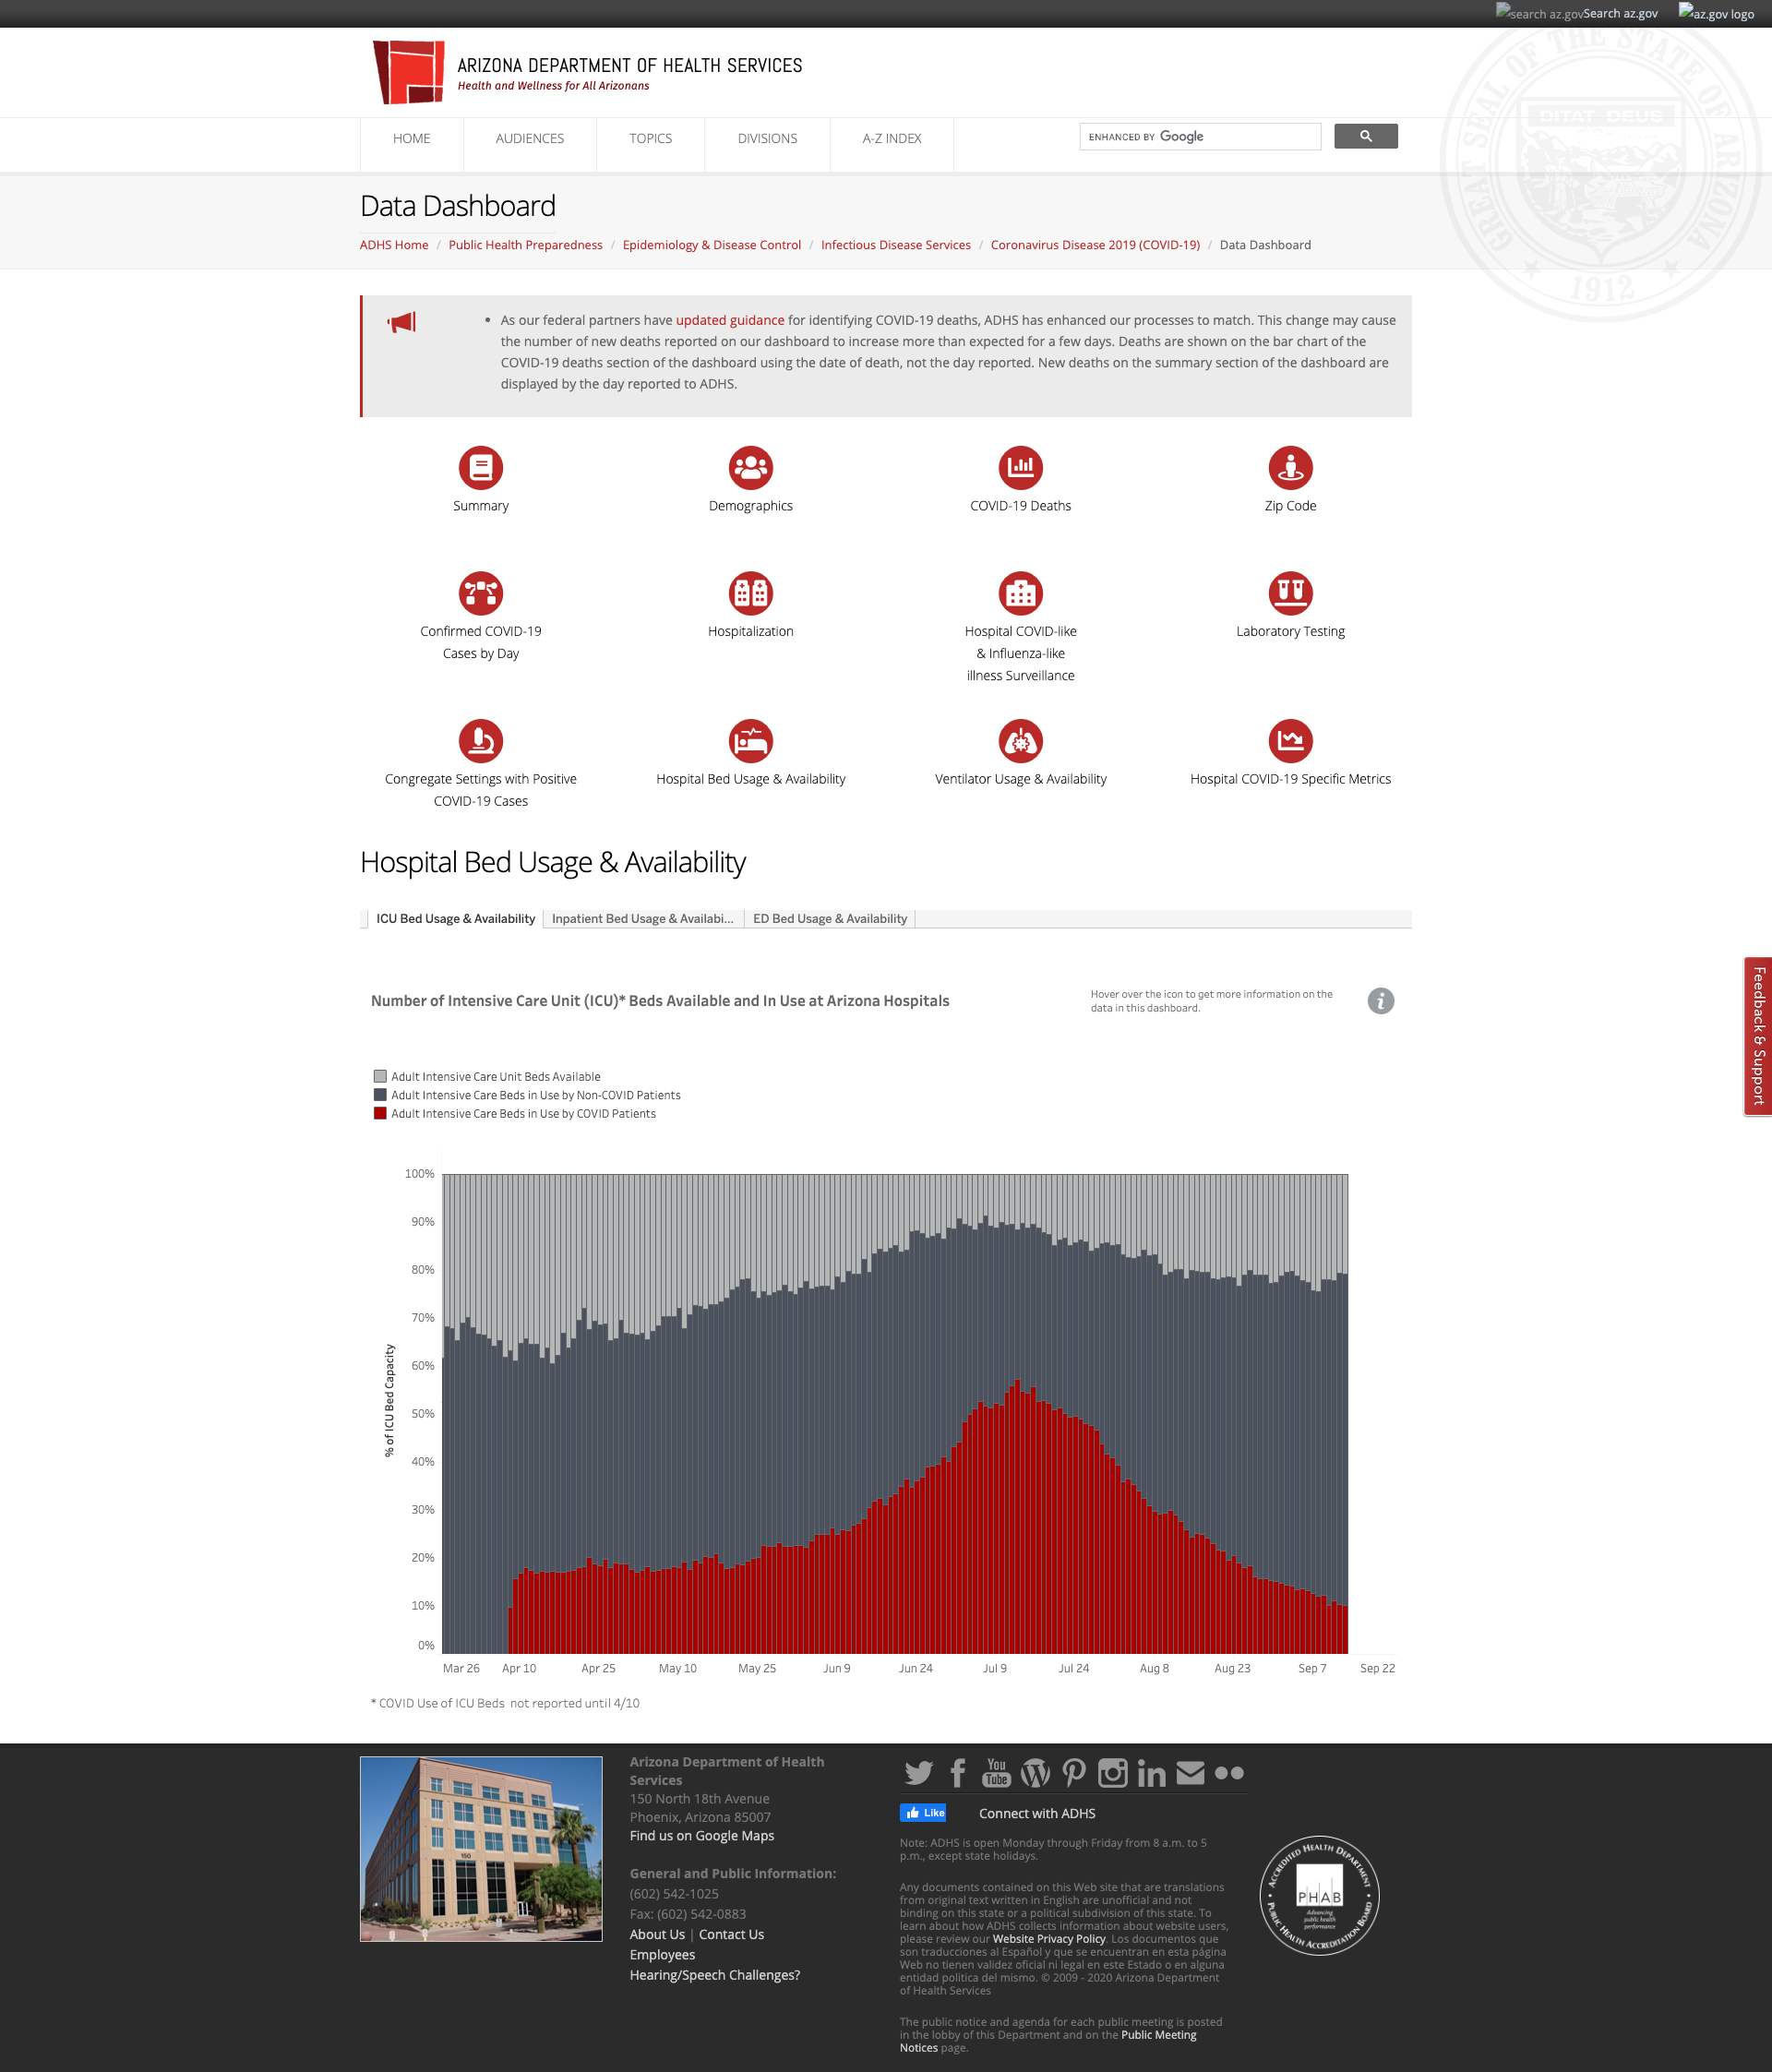 search az.gov Search az.gov az.gov logo
ARIZONA DEPARTMENT OF HEALTH SERVICES
Health and Wellness for All Arizonans
GREAT SEAL OF THE STATE OF ARIZONA
DITAT DEUS
1912
HOME AUDIENCES TOPICS DIVISIONS A-Z INDEX
ENHANCED BY Google
Data Dashboard
ADHS Home / Public Health Preparedness / Epidemiology & Disease Control / Infectious Disease Services / Coronavirus Disease 2019 (COVID-19) / Data Dashboard
• As our federal partners have updated guidance for identifying COVID-19 deaths, ADHS has enhanced our processes to match. This change may cause
the number of new deaths reported on our dashboard to increase more than expected for a few days. Deaths are shown on the bar chart of the
COVID-19 deaths section of the dashboard using the date of death, not the day reported. New deaths on the summary section of the dashboard are
displayed by the day reported to ADHS.
Summary
Demographics
COVID-19 Deaths
Zip Code
Confirmed COVID-19
Cases by Day
Hospitalization
Hospital COVID-like
& Influenza-like
illness Surveillance
Laboratory Testing
Congregate Settings with Positive
COVID-19 Cases
Hospital Bed Usage & Availability
Ventilator Usage & Availability
Hospital COVID-19 Specific Metrics
Hospital Bed Usage & Availability
ICU Bed Usage & Availability
Inpatient Bed Usage & Availabi...
ED Bed Usage & Availability
Feedback & Support
Number of Intensive Care Unit (ICU)* Beds Available and In Use at Arizona Hospitals
Hover over the icon to get more information on the
data in this dashboard.
i
Adult Intensive Care Unit Beds Available
Adult Intensive Care Beds in Use by Non-COVID Patients
Adult Intensive Care Beds in Use by COVID Patients
% of ICU Bed Capacity
100%
90%
80%
70%
60%
50%
40%
30%
20%
10%
0%
Mar 26 Apr 10 Apr 25 May 10 May 25 Jun 9 Jun 24 Jul 9 Jul 24 Aug 8 Aug 23 Sep 7 Sep 22
* COVID Use of ICU Beds not reported until 4/10
150
Arizona Department of Health
Services
150 North 18th Avenue
Phoenix, Arizona 85007
Find us on Google Maps
General and Public Information:
(602) 542-1025
Fax: (602) 542-0883
About Us | Contact Us
Employees
Hearing/Speech Challenges?
You Tube
Like
Connect with ADHS
Note: ADHS is open Monday through Friday from 8 a.m. to 5
p.m., except state holidays.
Any documents contained on this Web site that are translations
from original text written in English are unofficial and not
binding on this state or a political subdivision of this state. To
learn about how ADHS collects information about website users,
please review our Website Privacy Policy. Los documentos que
son traducciones al Español y que se encuentran en esta página
Web no tienen validez oficial ni legal en este Estado o en alguna
entidad politica del mismo. © 2009 - 2020 Arizona Department
of Health Services
The public notice and agenda for each public meeting is posted
in the lobby of this Department and on the Public Meeting
Notices page.
ACCREDITED HEALTH DEPARTMENT
PHAB
Advancing
public health
performance
PUBLIC HEALTH ACCREDITATION BOARD